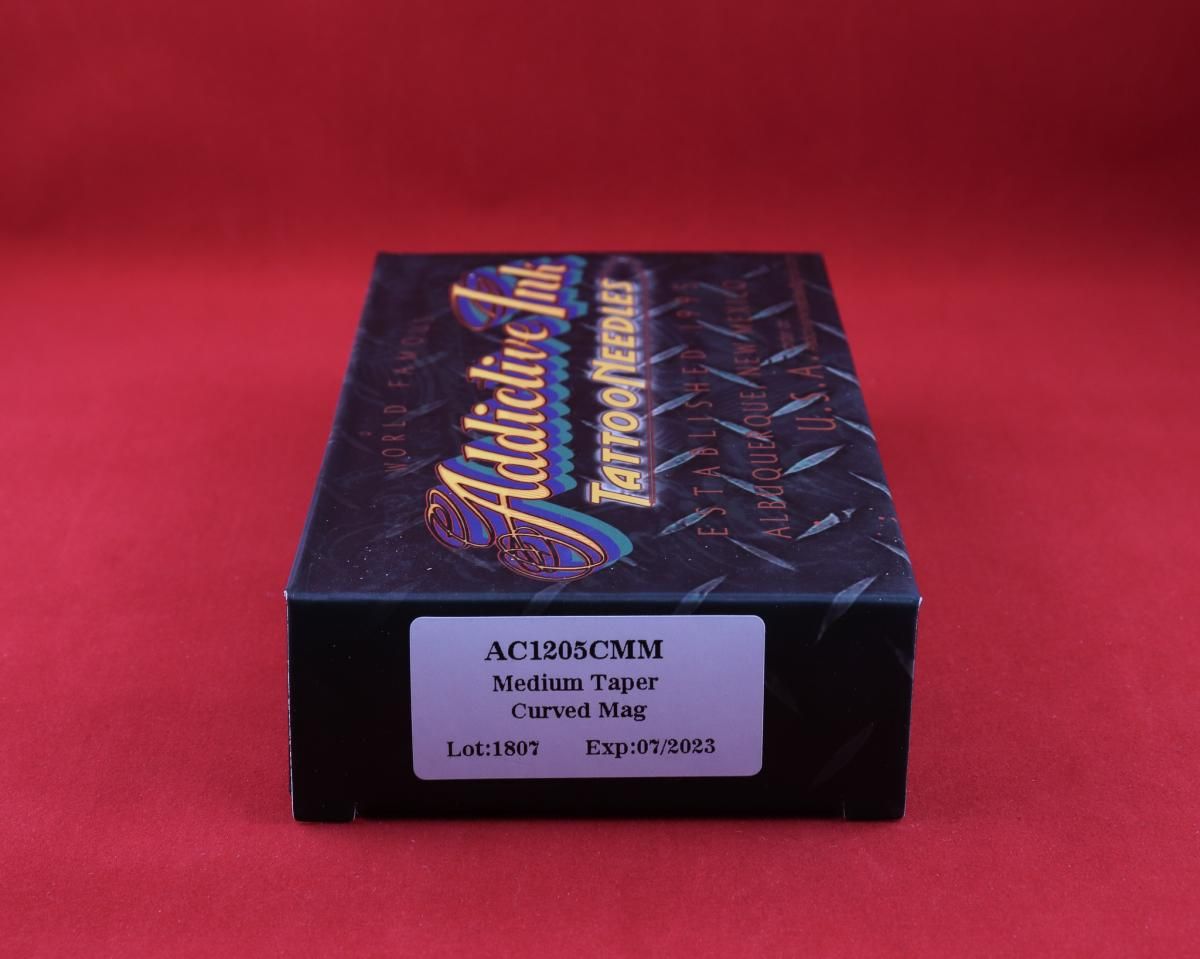 WORLD FAMOUS
Addictive Ink
TATTOO NEEDLES
ESTABLISHED 1995
ALBUQUERQUE, NEW MEXICO
U.S.A.
AC1205CMM
Medium Taper
Curved Mag
Lot:1807 Exp:07/2023